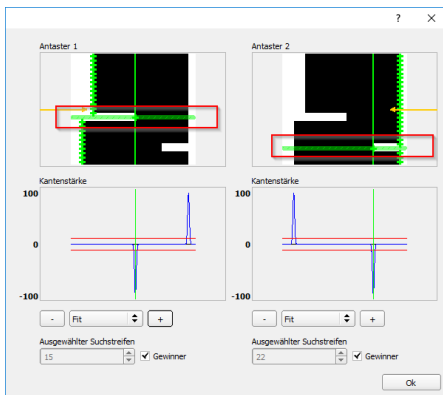 ? ×
Antaster 1 Antaster 2
Kantenstärke Kantenstärke
100 100
0 0
-100 -100
- Fit + - Fit +
Ausgewählter Suchstreifen Ausgewählter Suchstreifen
15 Gewinner 22 Gewinner
Ok